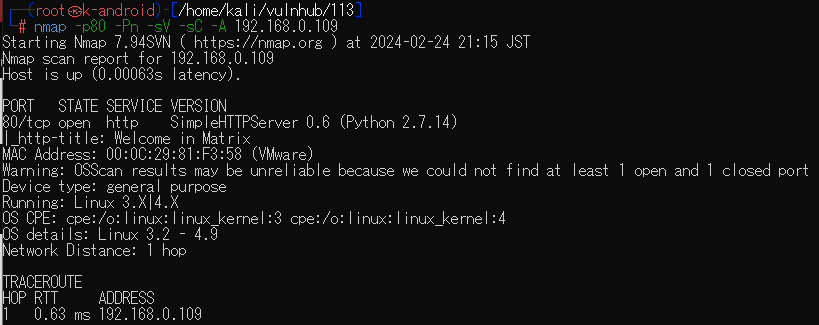 ┌──(root㉿k-android)-[/home/kali/vulnhub/113]
└─# nmap -p80 -Pn -sV -sC -A 192.168.0.109
Starting Nmap 7.94SVN ( https://nmap.org ) at 2024-02-24 21:15 JST
Nmap scan report for 192.168.0.109
Host is up (0.00063s latency).

PORT   STATE SERVICE VERSION
80/tcp open  http    SimpleHTTPServer 0.6 (Python 2.7.14)
|_http-title: Welcome in Matrix
MAC Address: 00:0C:29:81:F3:58 (VMware)
Warning: OSScan results may be unreliable because we could not find at least 1 open and 1 closed port
Device type: general purpose
Running: Linux 3.X|4.X
OS CPE: cpe:/o:linux:linux_kernel:3 cpe:/o:linux:linux_kernel:4
OS details: Linux 3.2 - 4.9
Network Distance: 1 hop

TRACEROUTE
HOP RTT     ADDRESS
1   0.63 ms 192.168.0.109